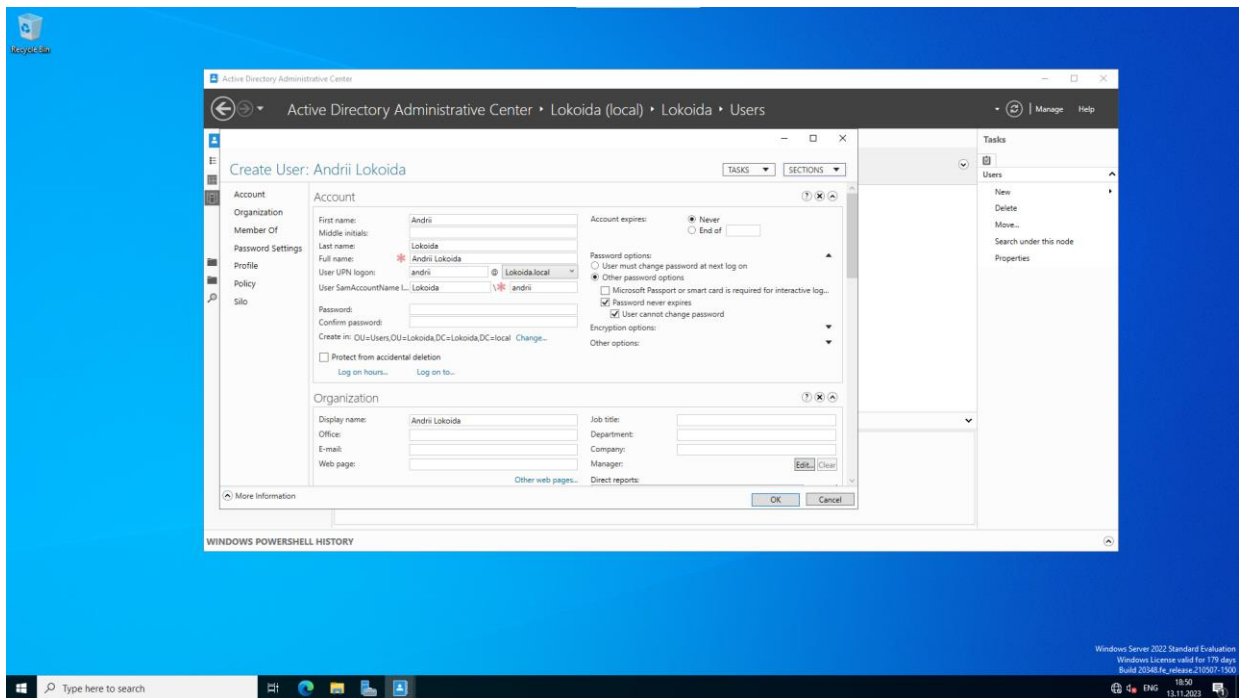 Recycle Bin
Active Directory Administrative Center
Active Directory Administrative Center • Lokoida (local) • Lokoida • Users
Manage Help
Create User: Andrii Lokoida
TASKS
SECTIONS
Account
Organization
Member Of
Password Settings
Profile
Policy
Silo
Account
First name: Andrii
Middle initials:
Last name: Lokoida
Full name: * Andrii Lokoida
User UPN logon: andrii @ Lokoida.local
User SamAccountName l... Lokoida \* andrii
Password:
Confirm password:
Create in: OU=Users,OU=Lokoida,DC=Lokoida,DC=local Change...
Protect from accidental deletion
Log on hours... Log on to...
Account expires: Never
End of
Password options:
User must change password at next log on
Other password options
Microsoft Passport or smart card is required for interactive log...
Password never expires
User cannot change password
Encryption options:
Other options:
Organization
Display name: Andrii Lokoida
Office:
E-mail:
Web page:
Other web pages...
Job title:
Department:
Company:
Manager: Edit... Clear
Direct reports:
More Information
OK Cancel
Tasks
Users
New
Delete
Move...
Search under this node
Properties
WINDOWS POWERSHELL HISTORY
Windows Server 2022 Standard Evaluation
Windows License valid for 179 days
Build 20348.fe_release.210507-1500
Type here to search
ENG
18:50
13.11.2023